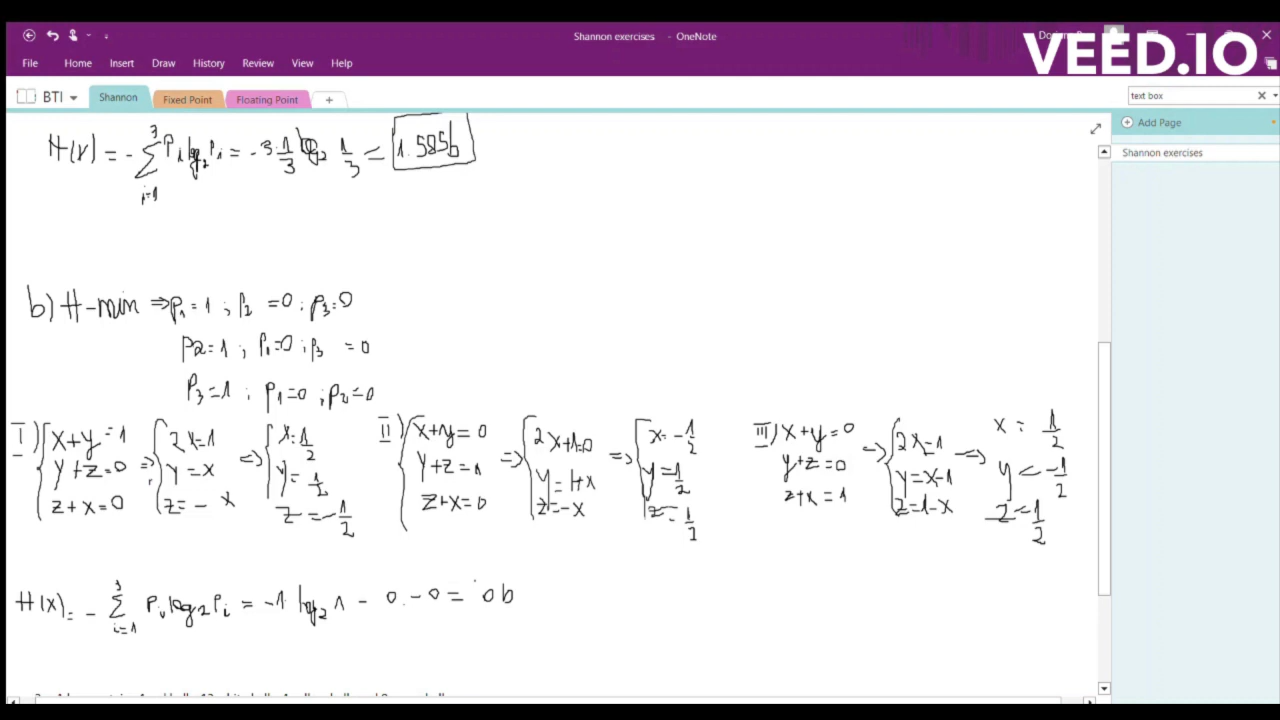 Shannon exercises - OneNote
VEED.IO
File Home Insert Draw History Review View Help
BTI Shannon Fixed Point Floating Point +
text box
Add Page
Shannon exercises
H(X) = - ∑ i=1 3 Pi log2 Pi = -3·1/3 log2 1/3 = 1.585b
b) H-min ⇒ p1=1 ; p2 =0 ; p3=0
p2=1 ; p1=0 ; p3 =0
p3=1 ; p1=0 ; p2=0
I) { x+y=1 ⇒ { 2x=1 ⇒ { x=1/2 II) { x+y=0 ⇒ { 2x+1=0 ⇒ { x=-1/2 III) x+y=0 ⇒ { 2x=1 ⇒ x=1/2
y+z=0 y=x y=1/2 y+z=1 y=1+x y=1/2 y+z=0 y=x-1 y=-1/2
z+x=0 z=-x z=-1/2 z+x=0 z=-x z=1/2 z+x=1 z=1-x z=1/2
H(x) = - ∑ i=1 3 Pi log2 Pi = -1 log2 1 - 0 - 0 = 0 b